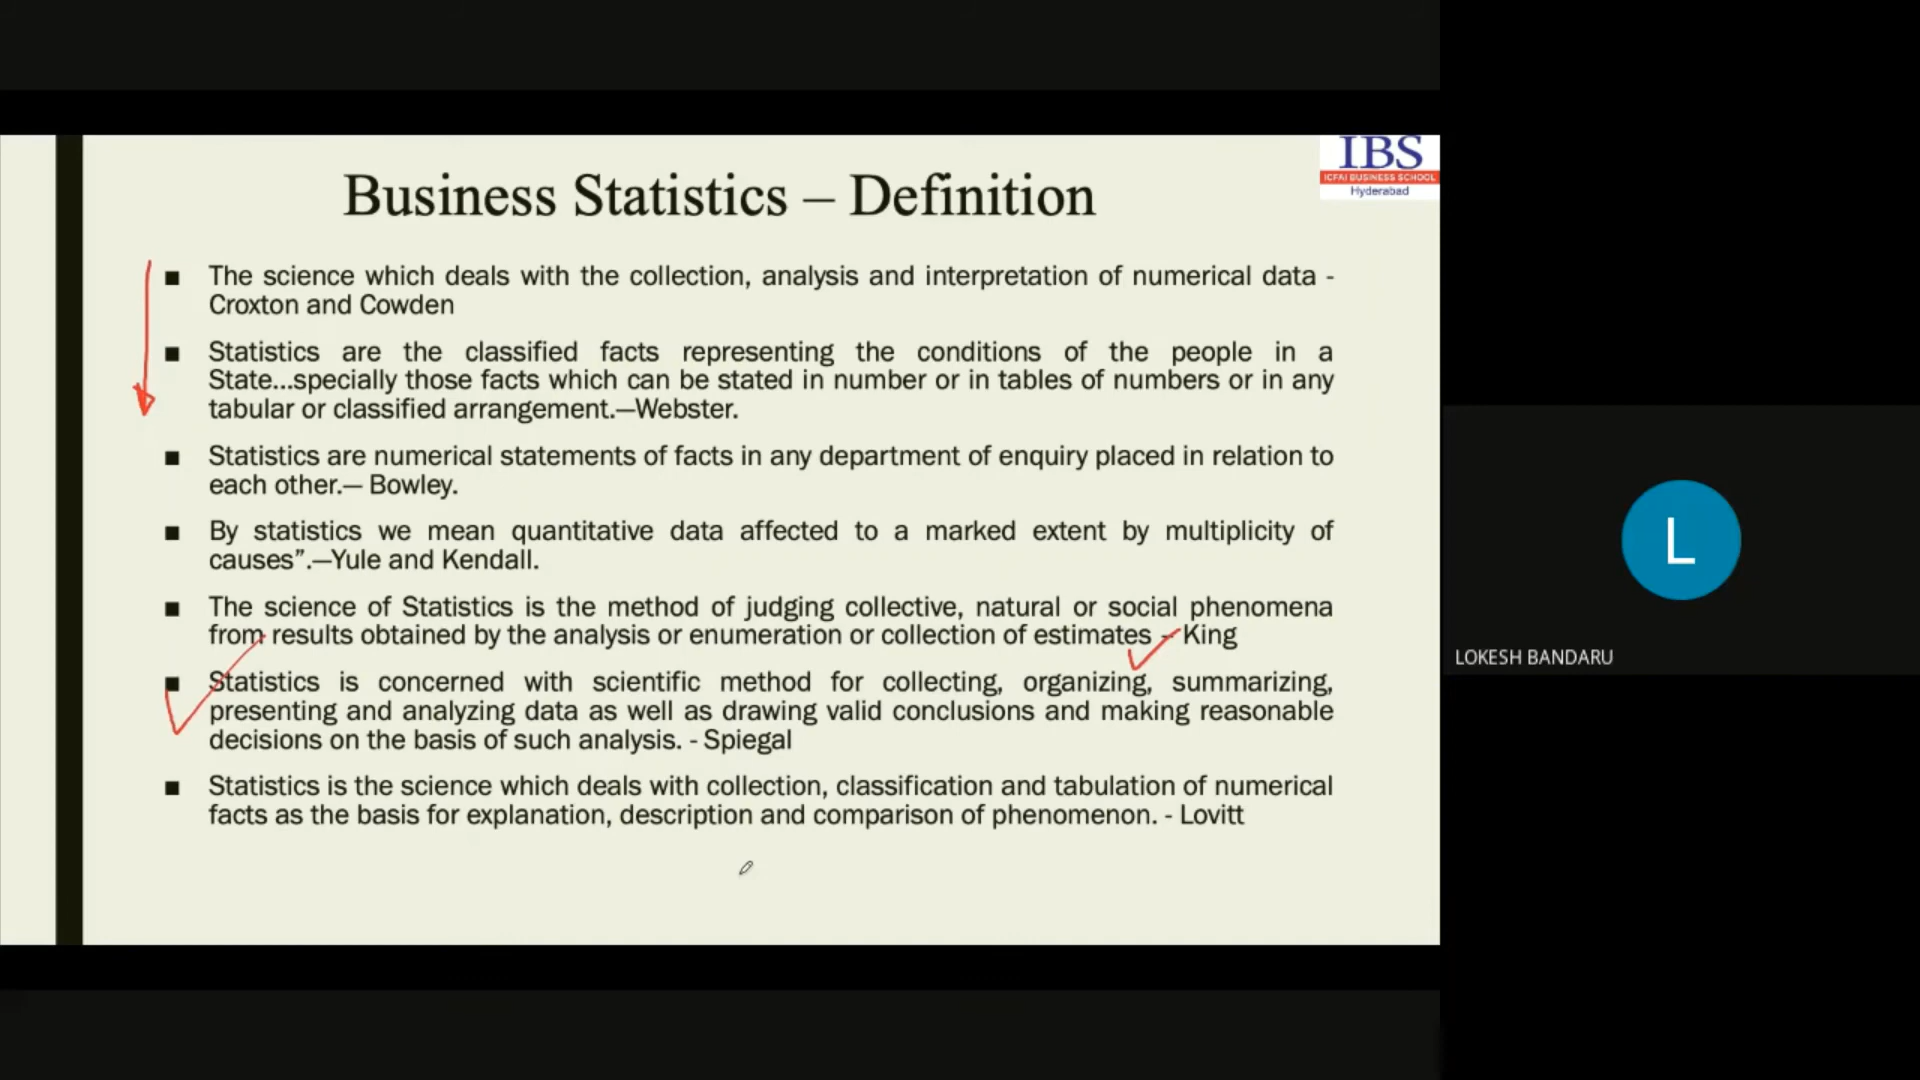 IBS
ICFAI BUSINESS SCHOOL
Hyderabad
Business Statistics – Definition
■ The science which deals with the collection, analysis and interpretation of numerical data -
Croxton and Cowden
■ Statistics are the classified facts representing the conditions of the people in a
State...specially those facts which can be stated in number or in tables of numbers or in any
tabular or classified arrangement.—Webster.
■ Statistics are numerical statements of facts in any department of enquiry placed in relation to
each other.— Bowley.
■ By statistics we mean quantitative data affected to a marked extent by multiplicity of
causes”.—Yule and Kendall.
■ The science of Statistics is the method of judging collective, natural or social phenomena
from results obtained by the analysis or enumeration or collection of estimates – King
■ Statistics is concerned with scientific method for collecting, organizing, summarizing,
presenting and analyzing data as well as drawing valid conclusions and making reasonable
decisions on the basis of such analysis. - Spiegal
■ Statistics is the science which deals with collection, classification and tabulation of numerical
facts as the basis for explanation, description and comparison of phenomenon. - Lovitt
L
LOKESH BANDARU